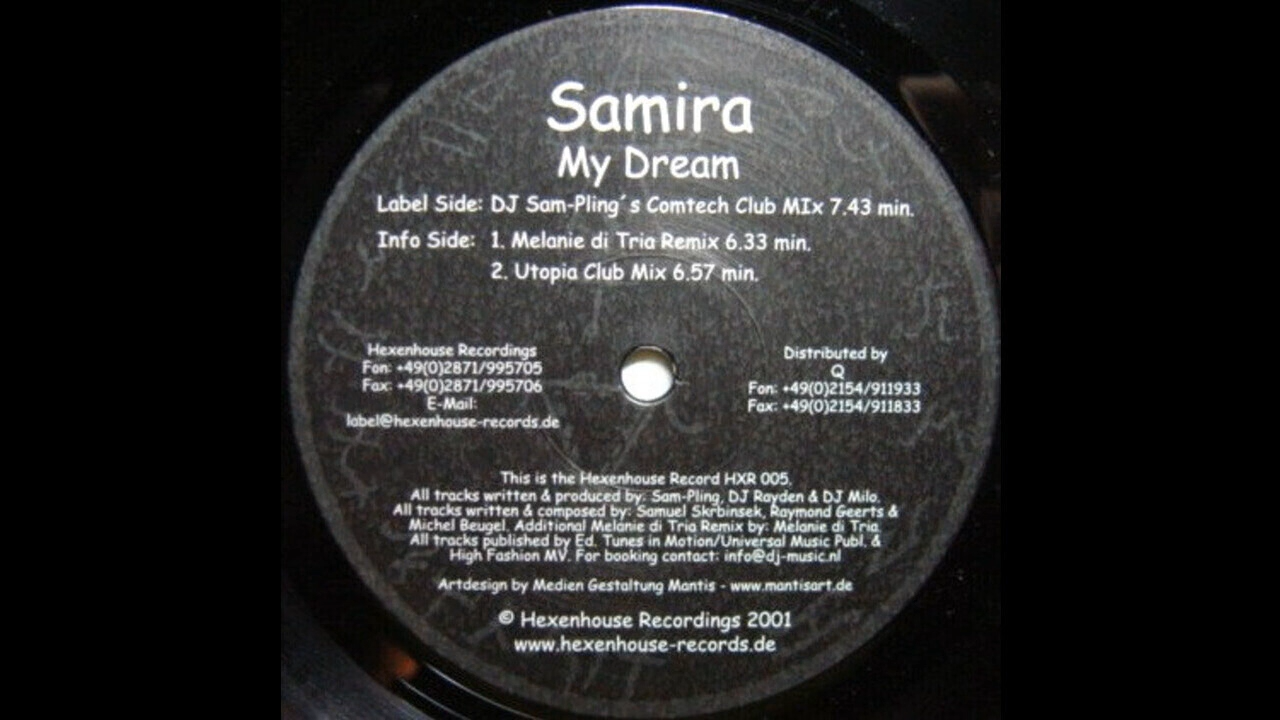 Samira
My Dream
Label Side: DJ Sam-Pling´s Comtech Club MIx 7.43 min.
Info Side: 1. Melanie di Tria Remix 6.33 min.
2. Utopia Club Mix 6.57 min.
Hexenhouse Recordings
Fon: +49(0)2871/995705
Fax: +49(0)2871/995706
E-Mail:
label@hexenhouse-records.de
Distributed by
Q
Fon: +49(0)2154/911933
Fax: +49(0)2154/911833
This is the Hexenhouse Record HXR 005.
All tracks written & produced by: Sam-Pling, DJ Rayden & DJ Milo.
All tracks written & composed by: Samuel Skrbinsek, Raymond Geerts &
Michel Beugel. Additional Melanie di Tria Remix by: Melanie di Tria.
All tracks published by Ed. Tunes in Motion/Universal Music Publ. &
High Fashion MV. For booking contact: info@dj-music.nl
Artdesign by Medien Gestaltung Mantis - www.mantisart.de
© Hexenhouse Recordings 2001
www.hexenhouse-records.de